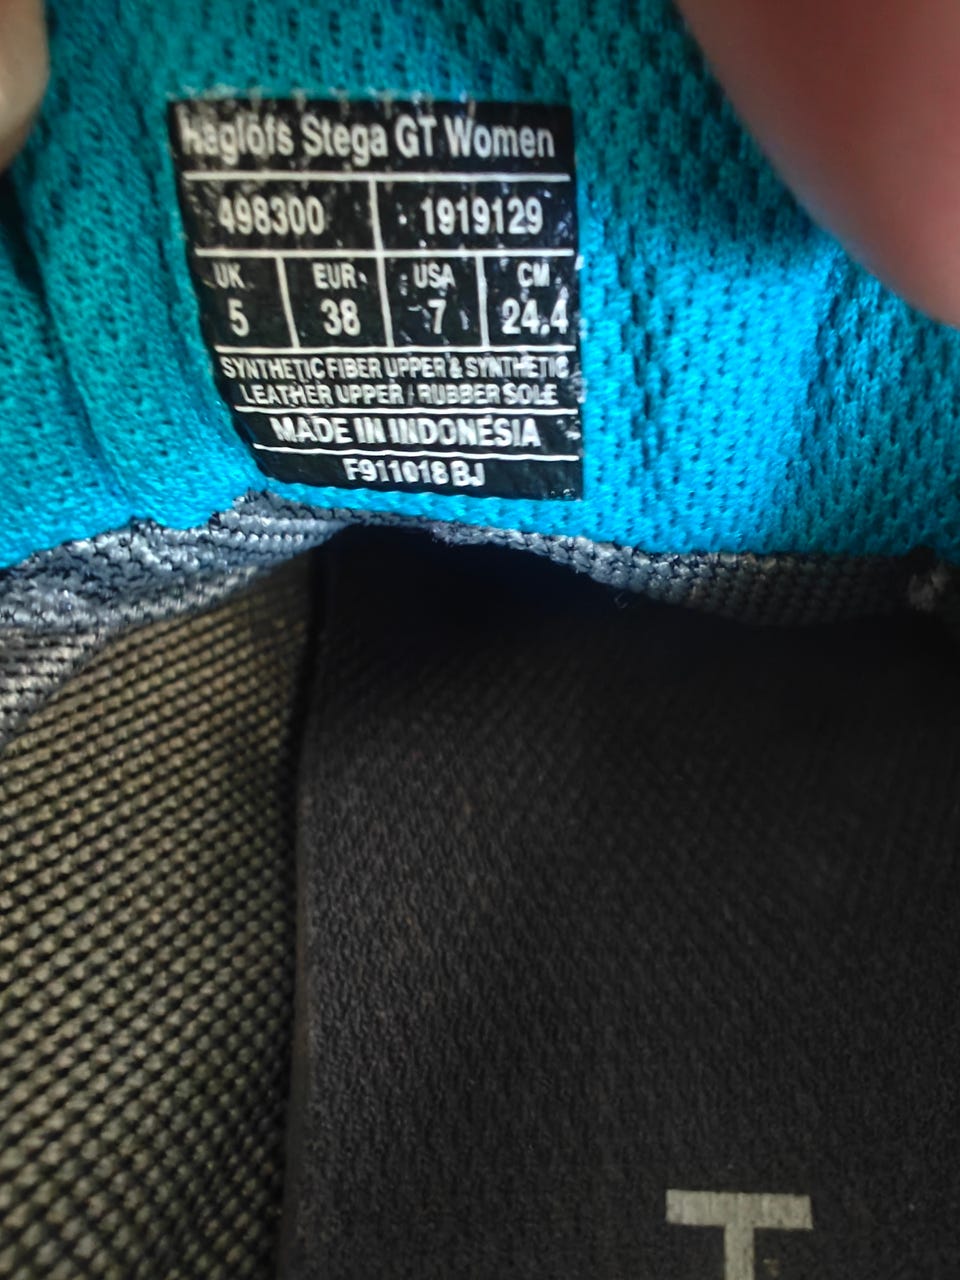 Haglöfs Stega GT Women
498300 1919129
UK EUR USA CM
5 38 7 24.4
SYNTHETIC FIBER UPPER & SYNTHETIC
LEATHER UPPER / RUBBER SOLE
MADE IN INDONESIA
F911018 BJ
T